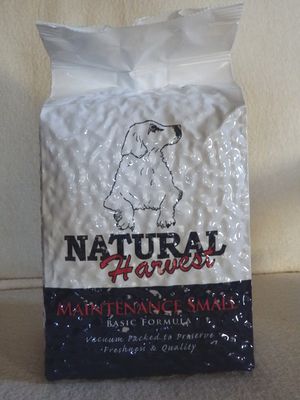 NATURAL
Harvest
MAINTENANCE SMALL
BASIC FORMULA
Vacuum Packed to Preserve
Freshness & Quality